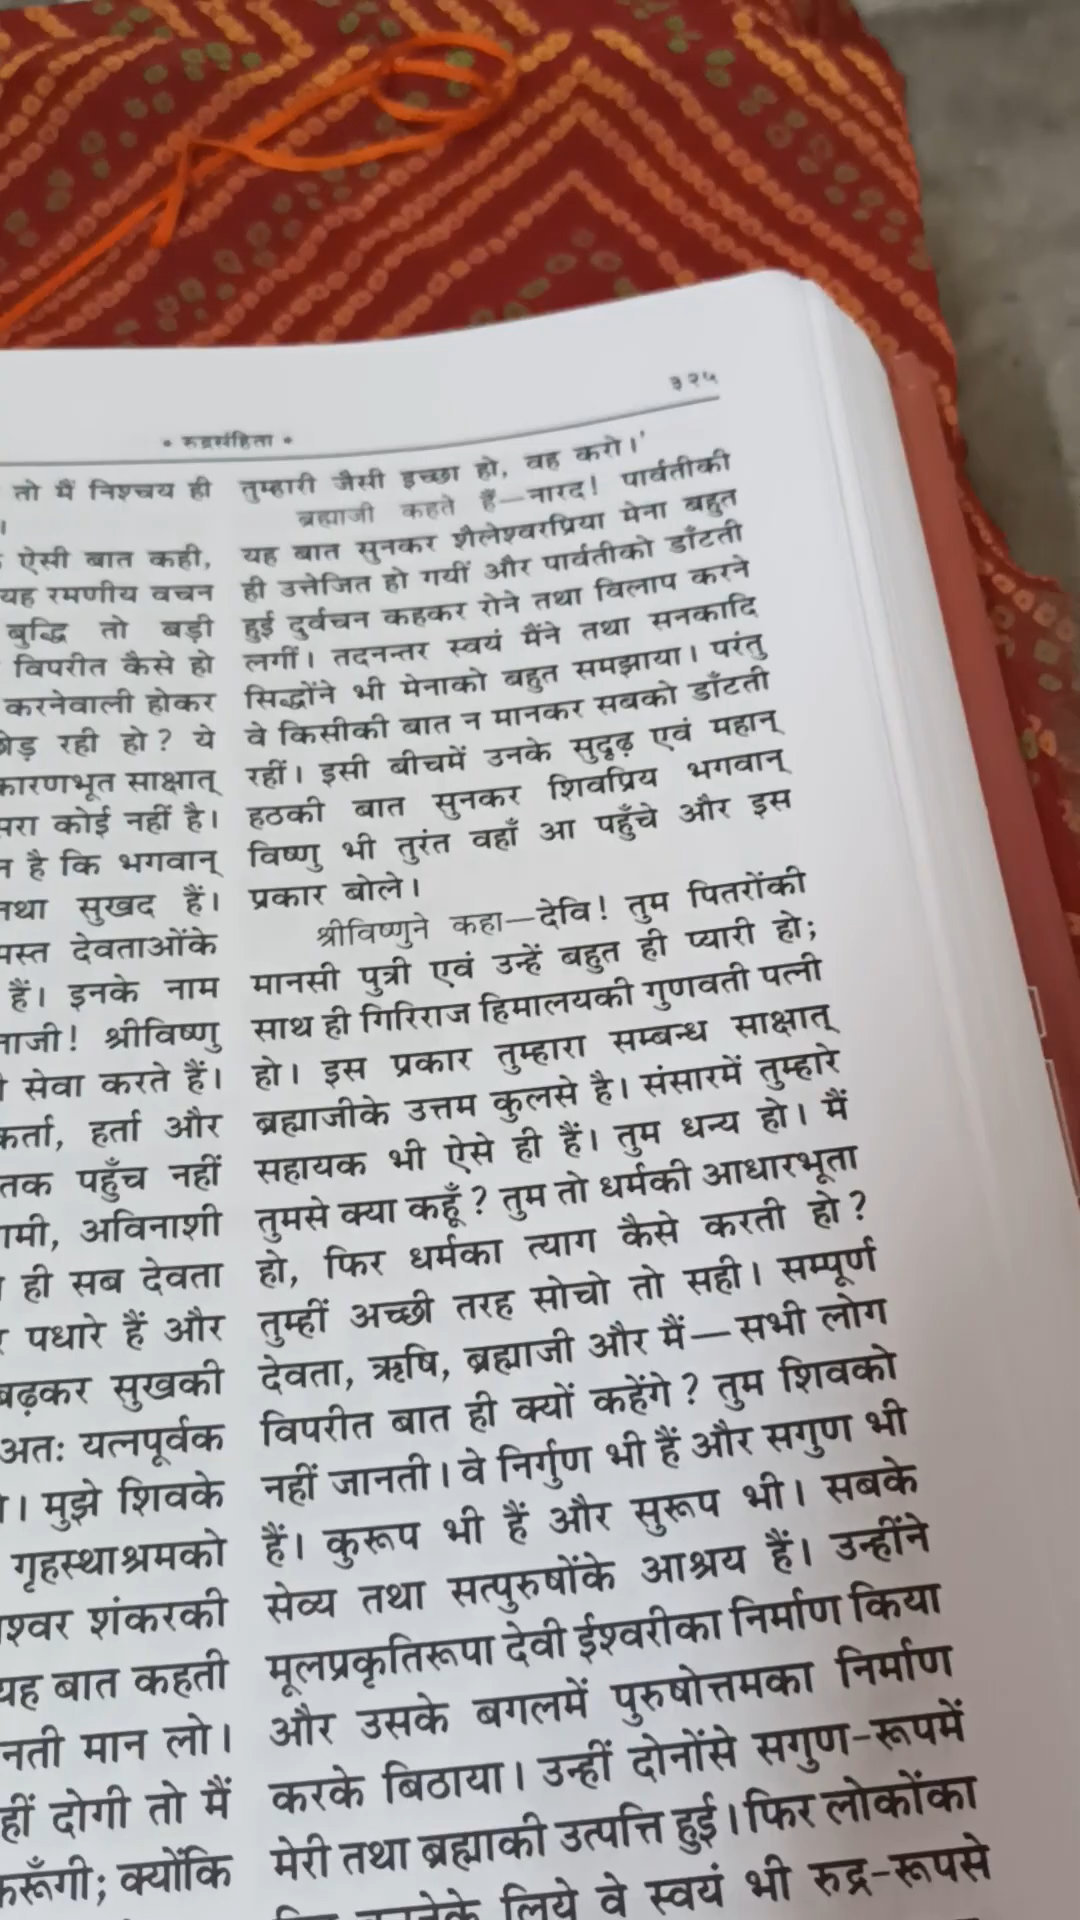 ३२५
* रुद्रसंहिता *
तो मैं निश्चय ही
।
ऐसी बात कही,
यह रमणीय वचन
बुद्धि तो बड़ी
विपरीत कैसे हो
करनेवाली होकर
रही हो? ये
कारणभूत साक्षात्
कोई नहीं है।
है कि भगवान्
तथा सुखद हैं।
देवताओंके
हैं। इनके नाम
श्रीविष्णु
सेवा करते हैं।
कर्ता, हर्ता और
तक पहुँच नहीं
अविनाशी
ही सब देवता
पधारे हैं और
बढ़कर सुखकी
अतः यत्नपूर्वक
। मुझे शिवके
गृहस्थाश्रमको
शंकरकी
यह बात कहती
मान लो।
दोगी तो मैं
क्योंकि
तुम्हारी जैसी इच्छा हो, वह करो।'
ब्रह्माजी कहते हैं—नारद! पार्वतीकी
यह बात सुनकर शैलेश्वरप्रिया मेना बहुत
ही उत्तेजित हो गयीं और पार्वतीको डाँटती
हुई दुर्वचन कहकर रोने तथा विलाप करने
लगीं। तदनन्तर स्वयं मैंने तथा सनकादि
सिद्धोंने भी मेनाको बहुत समझाया। परंतु
वे किसीकी बात न मानकर सबको डाँटती
रहीं। इसी बीचमें उनके सुदृढ़ एवं महान्
हठकी बात सुनकर शिवप्रिय भगवान्
विष्णु भी तुरंत वहाँ आ पहुँचे और इस
प्रकार बोले।
श्रीविष्णुने कहा—देवि! तुम पितरोंकी
मानसी पुत्री एवं उन्हें बहुत ही प्यारी हो;
साथ ही गिरिराज हिमालयकी गुणवती पत्नी
हो। इस प्रकार तुम्हारा सम्बन्ध साक्षात्
ब्रह्माजीके उत्तम कुलसे है। संसारमें तुम्हारे
सहायक भी ऐसे ही हैं। तुम धन्य हो। मैं
तुमसे क्या कहूँ? तुम तो धर्मकी आधारभूता
हो, फिर धर्मका त्याग कैसे करती हो?
तुम्हीं अच्छी तरह सोचो तो सही। सम्पूर्ण
देवता, ऋषि, ब्रह्माजी और मैं—सभी लोग
विपरीत बात ही क्यों कहेंगे? तुम शिवको
नहीं जानती। वे निर्गुण भी हैं और सगुण भी
हैं। कुरूप भी हैं और सुरूप भी। सबके
सेव्य तथा सत्पुरुषोंके आश्रय हैं। उन्हींने
मूलप्रकृतिरूपा देवी ईश्वरीका निर्माण किया
और उसके बगलमें पुरुषोत्तमका निर्माण
करके बिठाया। उन्हीं दोनोंसे सगुण-रूपमें
मेरी तथा ब्रह्माकी उत्पत्ति हुई। फिर लोकोंका
लिये वे स्वयं भी रुद्र-रूपसे